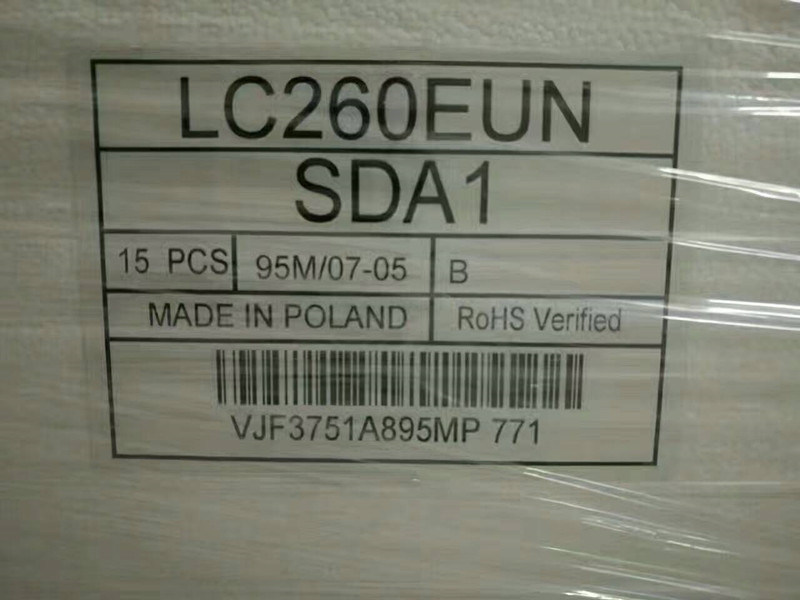 LC260EUN
SDA1
15 PCS 95M/07-05 B
MADE IN POLAND RoHS Verified
VJF3751A895MP 771